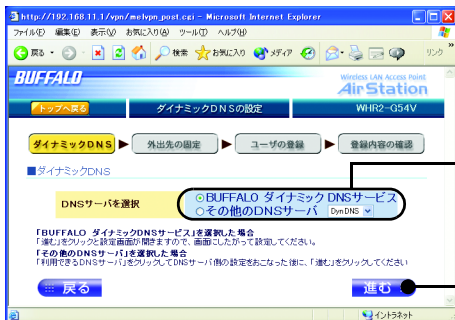 http://192.168.11.1/vpn/melvpn_post.cgi - Microsoft Internet Explorer
ファイル(F) 編集(E) 表示(V) お気に入り(A) ツール(T) ヘルプ(H)
戻る 検索 お気に入り メディア リンク »
BUFFALO
Wireless LAN Access Point
AirStation
トップへ戻る ダイナミックDNSの設定 WHR2-G54V
ダイナミックDNS 外出先の固定 ユーザの登録 登録内容の確認
■ダイナミックDNS
DNSサーバを選択
BUFFALO ダイナミックDNSサービス
その他のDNSサーバ DynDNS
「BUFFALO ダイナミックDNSサービス」を選択した場合
「進む」をクリックと設定画面が開きますので、画面にしたがって設定してください。
「その他のDNSサーバ」を選択した場合
「利用できるDNSサーバ」をクリックしてDNSサーバ側の設定をおこなった後に、「進む」をクリックしてください
戻る 進む
イントラネット